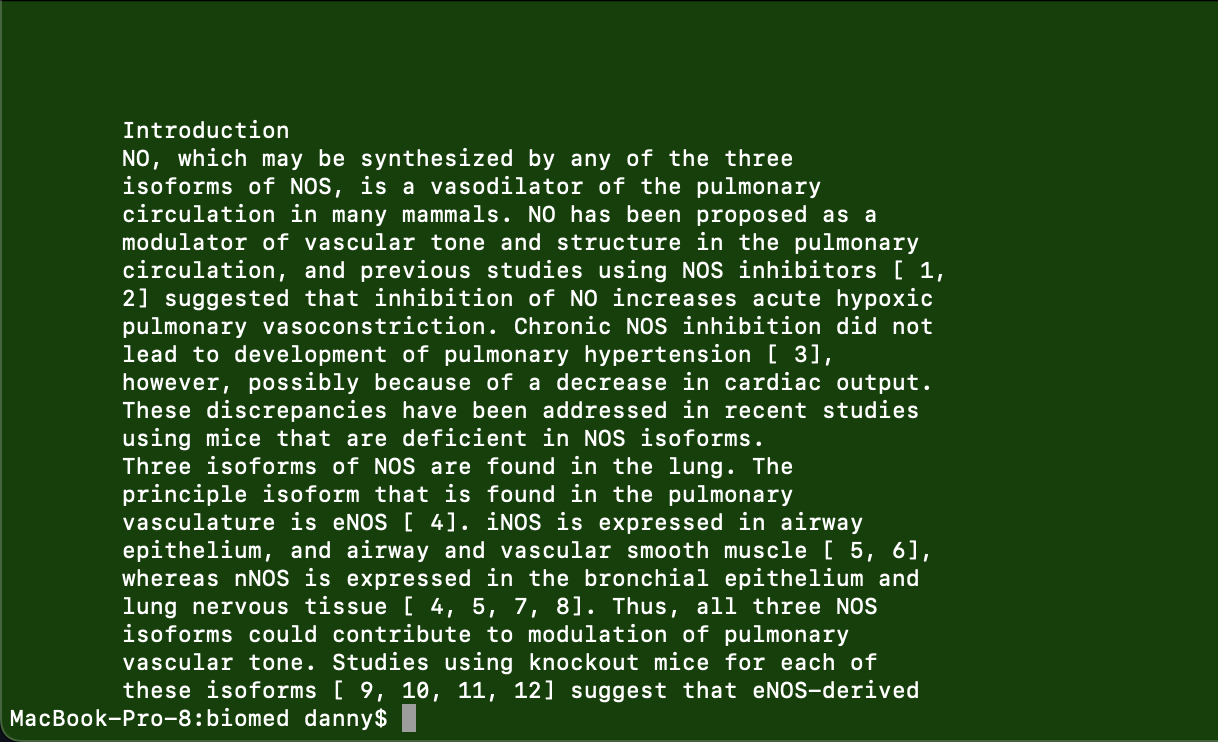 Introduction
NO, which may be synthesized by any of the three
isoforms of NOS, is a vasodilator of the pulmonary
circulation in many mammals. NO has been proposed as a
modulator of vascular tone and structure in the pulmonary
circulation, and previous studies using NOS inhibitors [ 1,
2] suggested that inhibition of NO increases acute hypoxic
pulmonary vasoconstriction. Chronic NOS inhibition did not
lead to development of pulmonary hypertension [ 3],
however, possibly because of a decrease in cardiac output.
These discrepancies have been addressed in recent studies
using mice that are deficient in NOS isoforms.
Three isoforms of NOS are found in the lung. The
principle isoform that is found in the pulmonary
vasculature is eNOS [ 4]. iNOS is expressed in airway
epithelium, and airway and vascular smooth muscle [ 5, 6],
whereas nNOS is expressed in the bronchial epithelium and
lung nervous tissue [ 4, 5, 7, 8]. Thus, all three NOS
isoforms could contribute to modulation of pulmonary
vascular tone. Studies using knockout mice for each of
these isoforms [ 9, 10, 11, 12] suggest that eNOS-derived
MacBook-Pro-8:biomed danny$